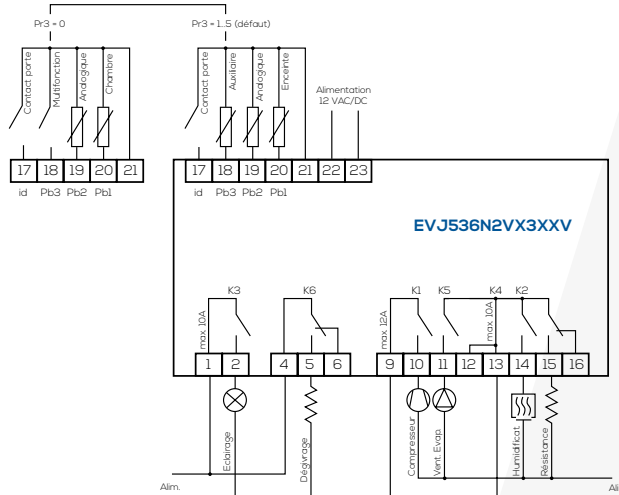 Pr3 = 0
Pr3 = 1..5 (défaut)
Contact porte
Multifonction
Analogique
Chambre
Contact porte
Auxiliaire
Analogique
Enceinte
Alimentation
12 VAC/DC
17 18 19 20 21
17 18 19 20 21 22 23
id Pb3 Pb2 Pb1
id Pb3 Pb2 Pb1
EVJ536N2VX3XXV
K3 K6 K1 K5 K4 K2
max. 10A
max. 12A
max. 10A
1 2 4 5 6 9 10 11 12 13 14 15 16
Eclairage
Dégivrage
Compresseur
Vent. Evap.
Humidificat.
Résistance
Alim.
Ali